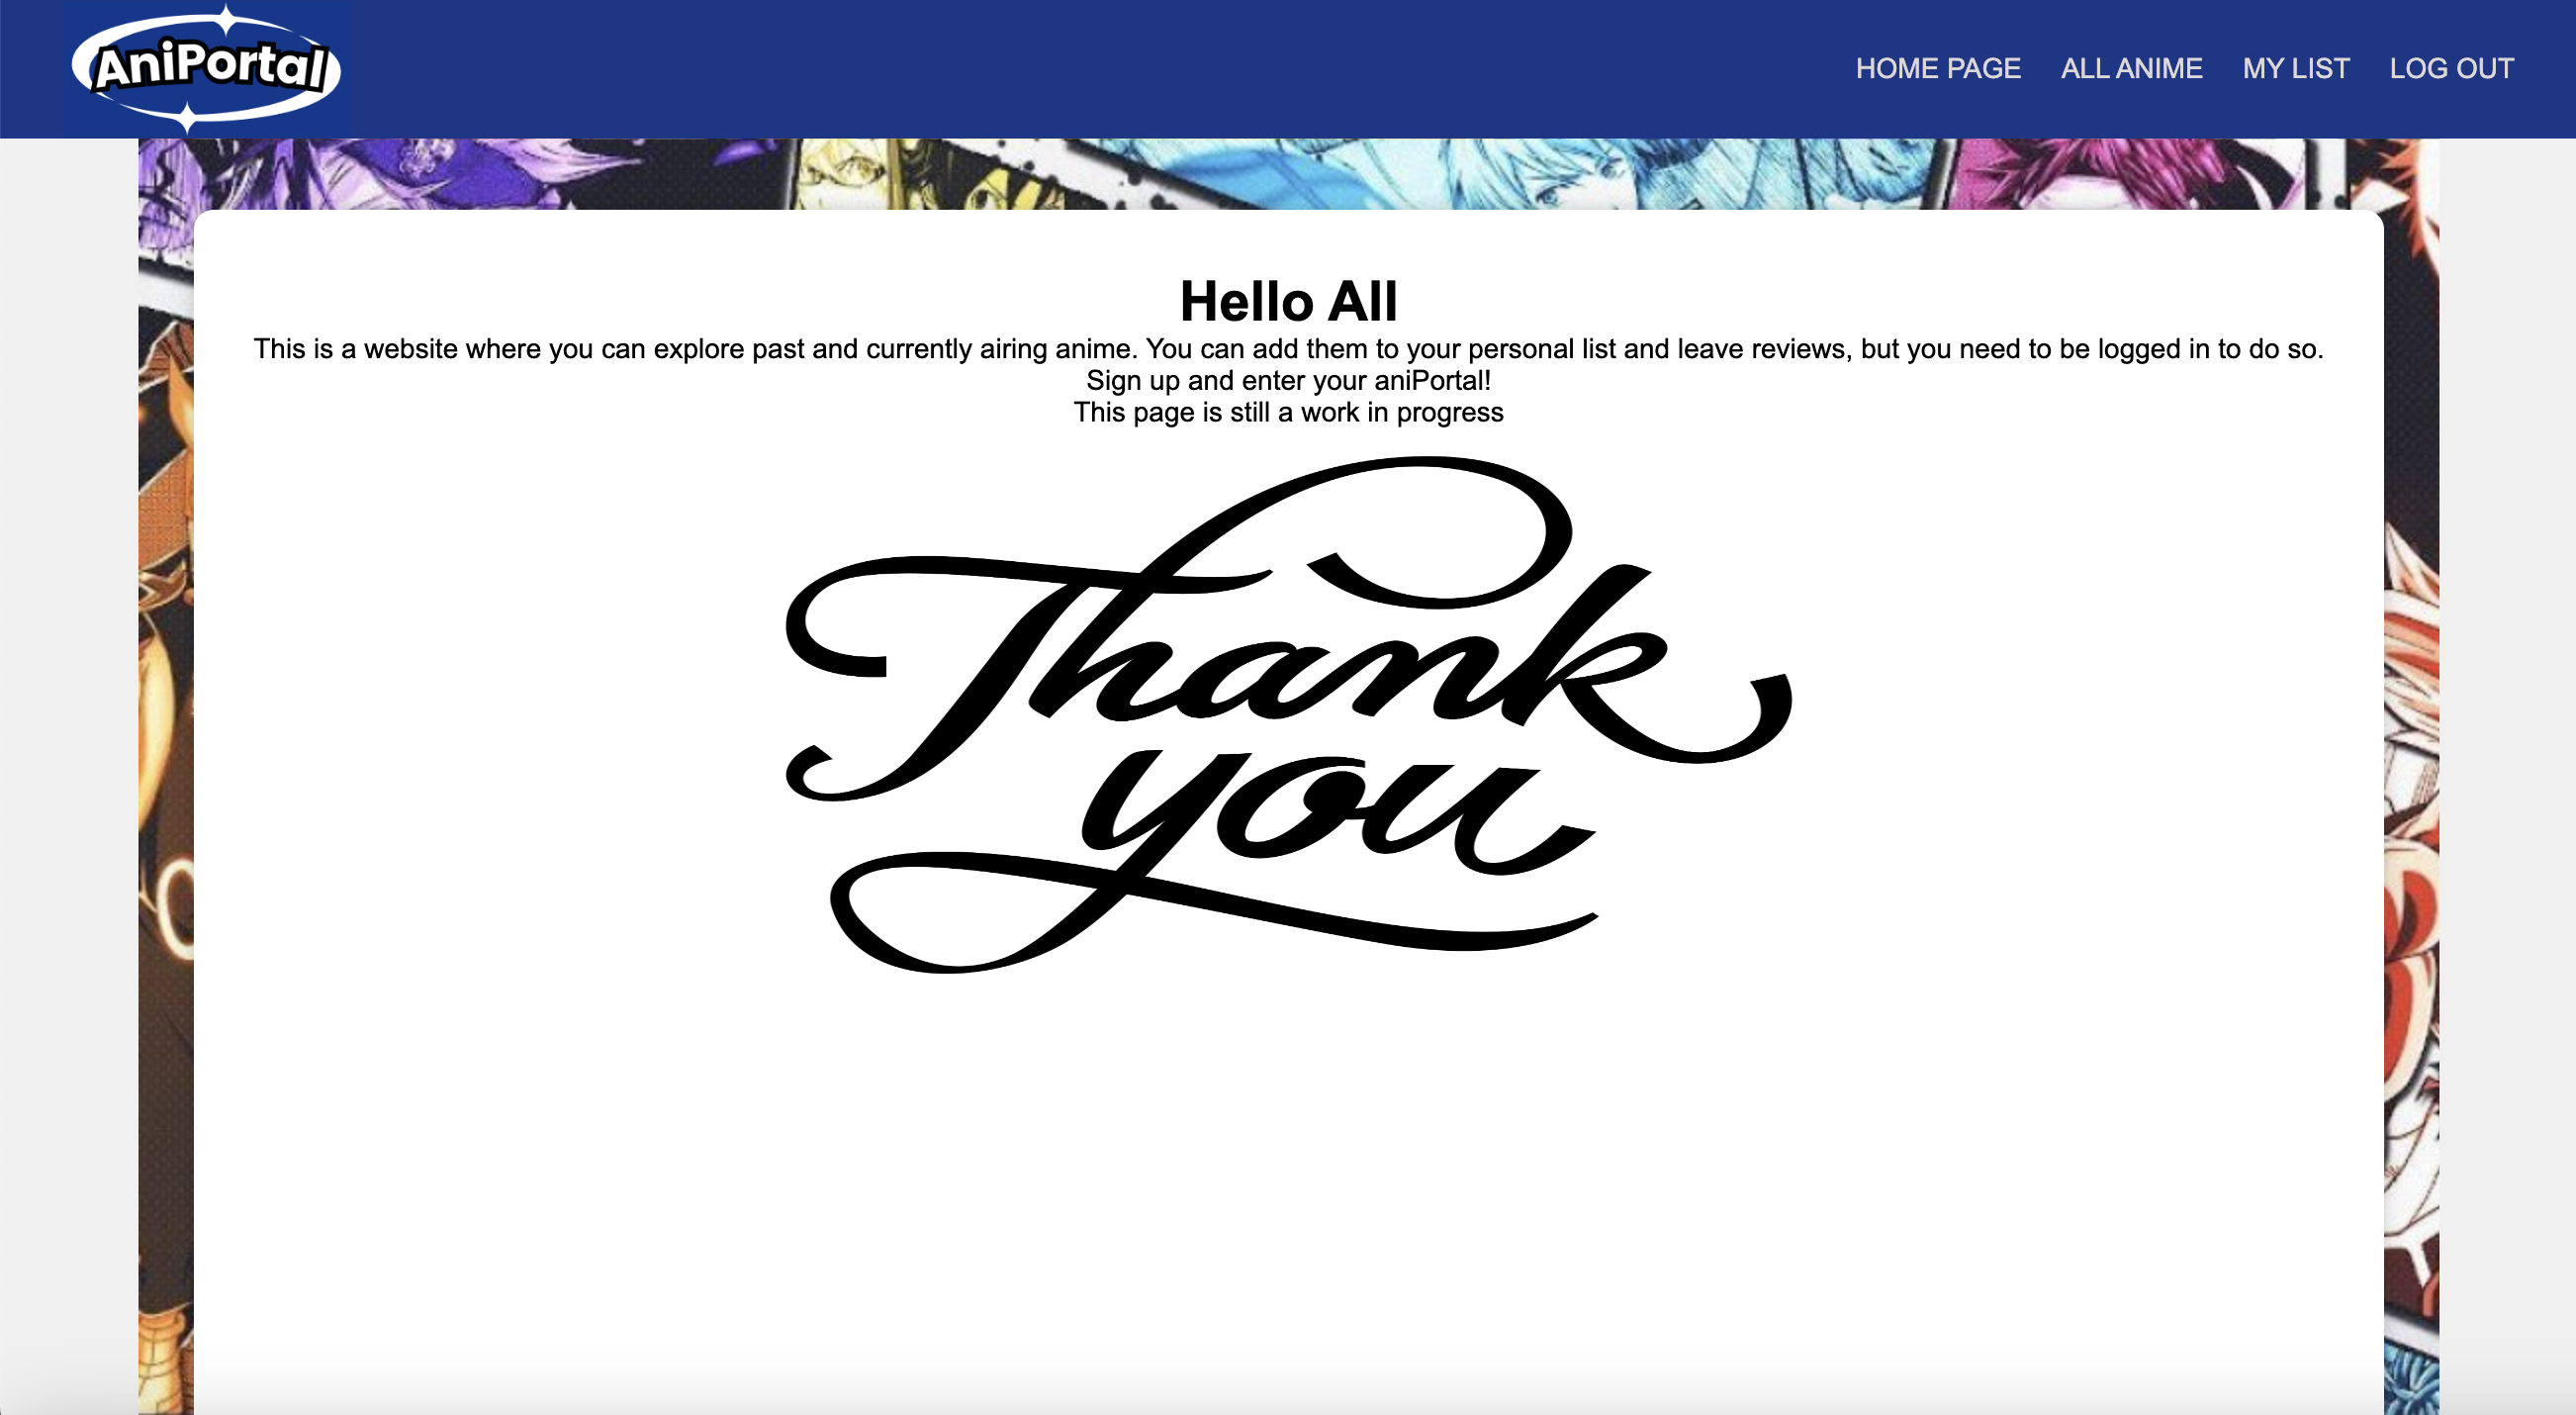 AniPortal
HOME PAGE ALL ANIME MY LIST LOG OUT
Hello All
This is a website where you can explore past and currently airing anime. You can add them to your personal list and leave reviews, but you need to be logged in to do so.
Sign up and enter your aniPortal!
This page is still a work in progress
Thank
you